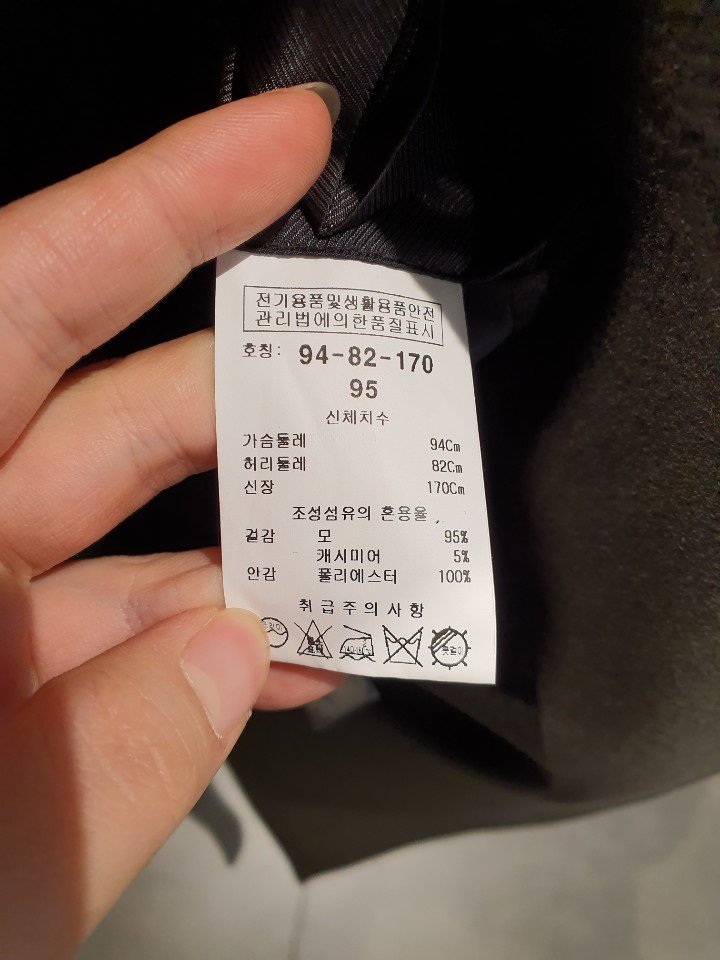 전기용품및생활용품안전
관리법에의한품질표시
호칭: 94-82-170
95
신체치수
가슴둘레 94Cm
허리둘레 82Cm
신장 170Cm
조성섬유의 혼용율
겉감 모 95%
캐시미어 5%
안감 폴리에스터 100%
취급주의사항
옷걸이